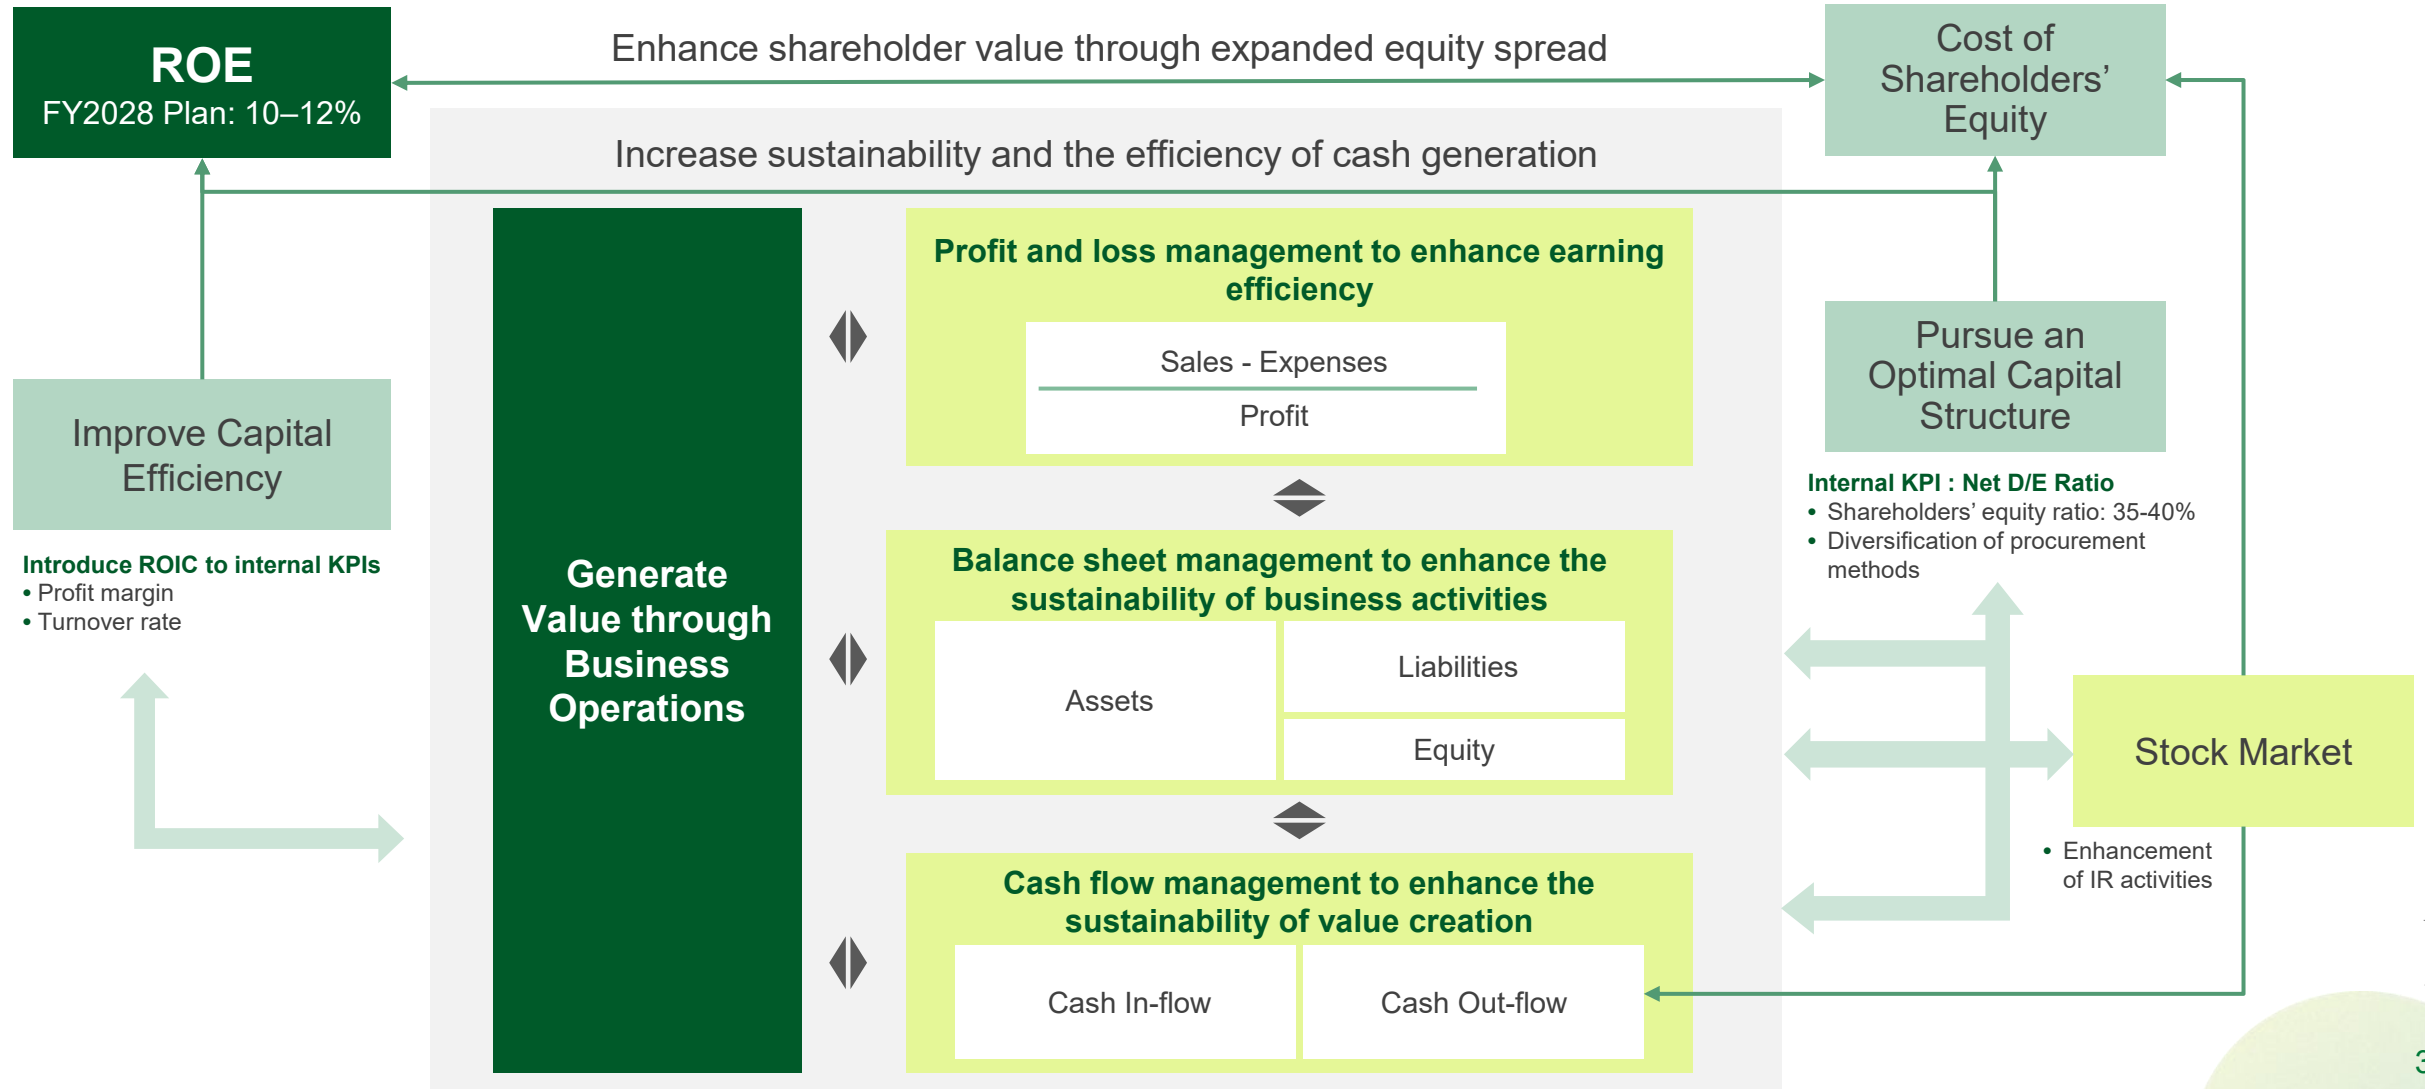 ROE
FY2028 Plan: 10–12%
Enhance shareholder value through expanded equity spread
Cost of
Shareholders’
Equity
Increase sustainability and the efficiency of cash generation
Improve Capital
Efficiency
Introduce ROIC to internal KPIs
• Profit margin
• Turnover rate
Generate
Value through
Business
Operations
Profit and loss management to enhance earning
efficiency
Sales - Expenses
Profit
Balance sheet management to enhance the
sustainability of business activities
Assets
Liabilities
Equity
Cash flow management to enhance the
sustainability of value creation
Cash In-flow
Cash Out-flow
Pursue an
Optimal Capital
Structure
Internal KPI : Net D/E Ratio
• Shareholders’ equity ratio: 35-40%
• Diversification of procurement
methods
Stock Market
• Enhancement
of IR activities